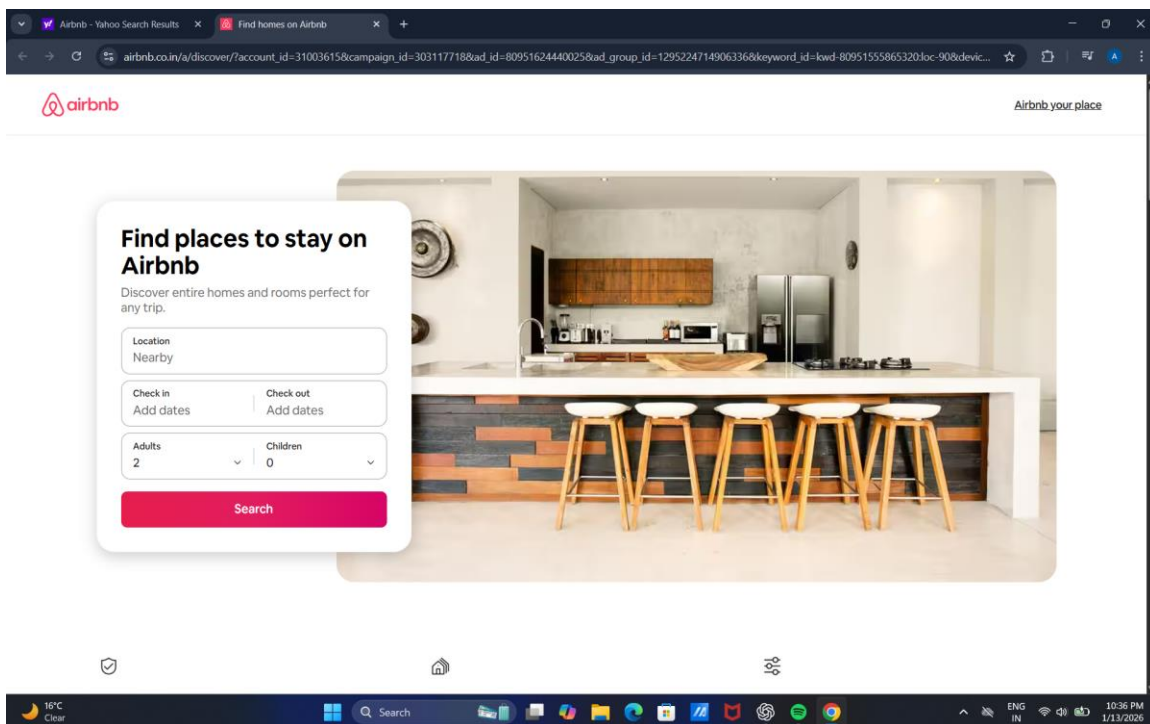 Airbnb - Yahoo Search Results
Find homes on Airbnb
airbnb.co.in/a/discover/?account_id=31003615&campaign_id=303117718&ad_id=80951624440025&ad_group_id=1295224714906336&keyword_id=kwd-80951555865320:loc-90&devic...
A
airbnb
Airbnb your place
Find places to stay on
Airbnb
Discover entire homes and rooms perfect for
any trip.
Location
Nearby
Check in
Check out
Add dates
Add dates
Adults
Children
2
0
Search
16°C
Clear
Search
ENG
IN
10:36 PM
1/13/2026